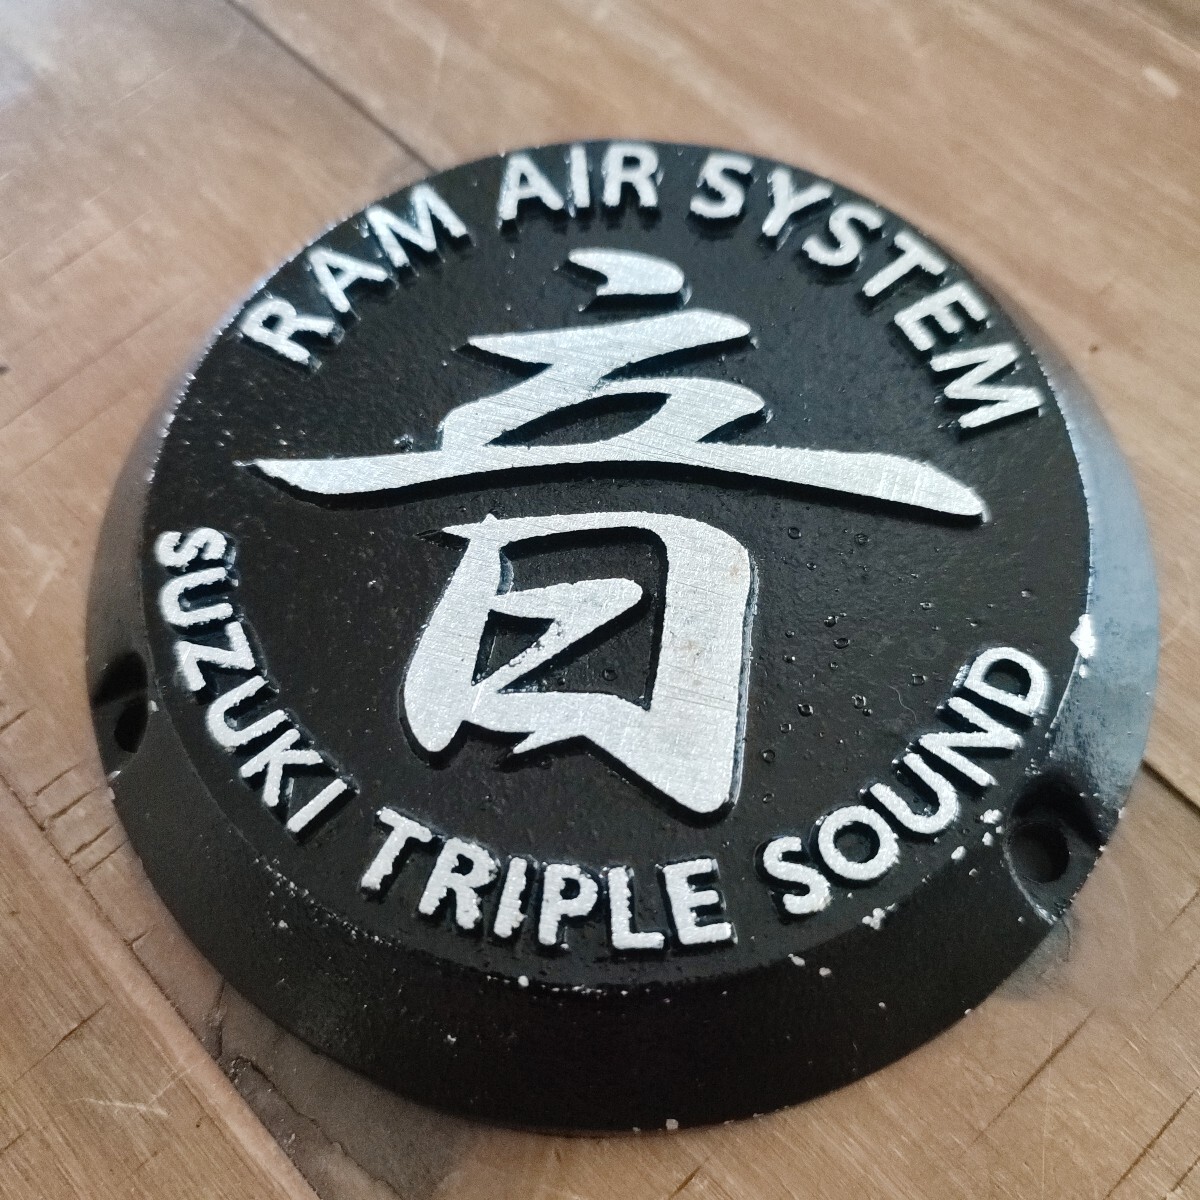 RAM AIR SYSTEM
音
SUZUKI TRIPLE SOUND